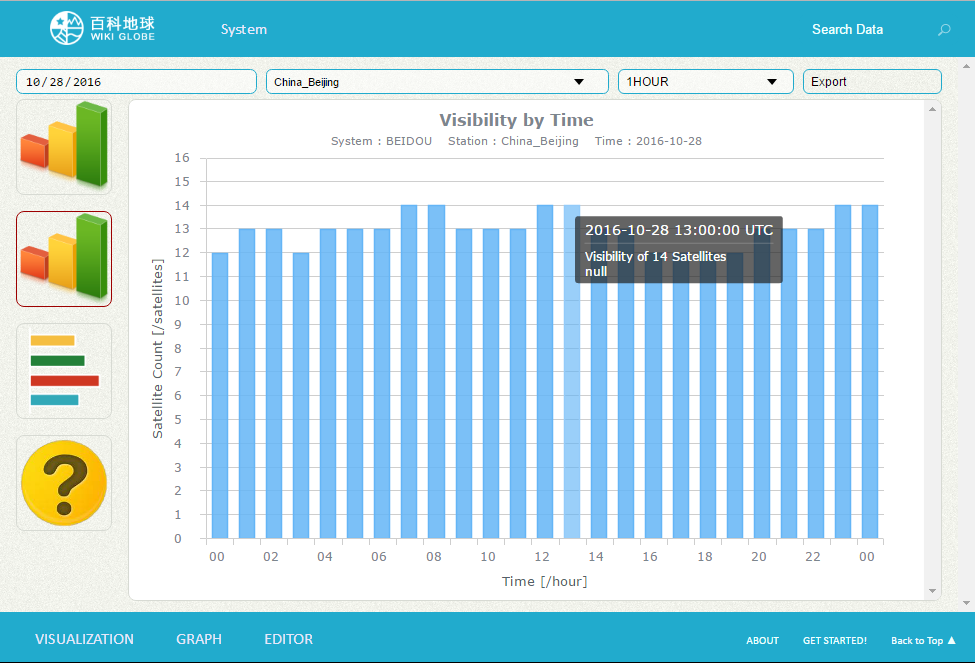 百科地球
WIKI GLOBE
System
Search Data
10/28/2016
China_Beijing
1HOUR
Export
Visibility by Time
System : BEIDOU Station : China_Beijing Time : 2016-10-28
Satellite Count [/satellites]
16
15
14
13
12
11
10
9
8
7
6
5
4
3
2
1
0
2016-10-28 13:00:00 UTC
Visibility of 14 Satellites
null
00 02 04 06 08 10 12 14 16 18 20 22 00
Time [/hour]
?
VISUALIZATION GRAPH EDITOR
ABOUT GET STARTED! Back to Top ▲